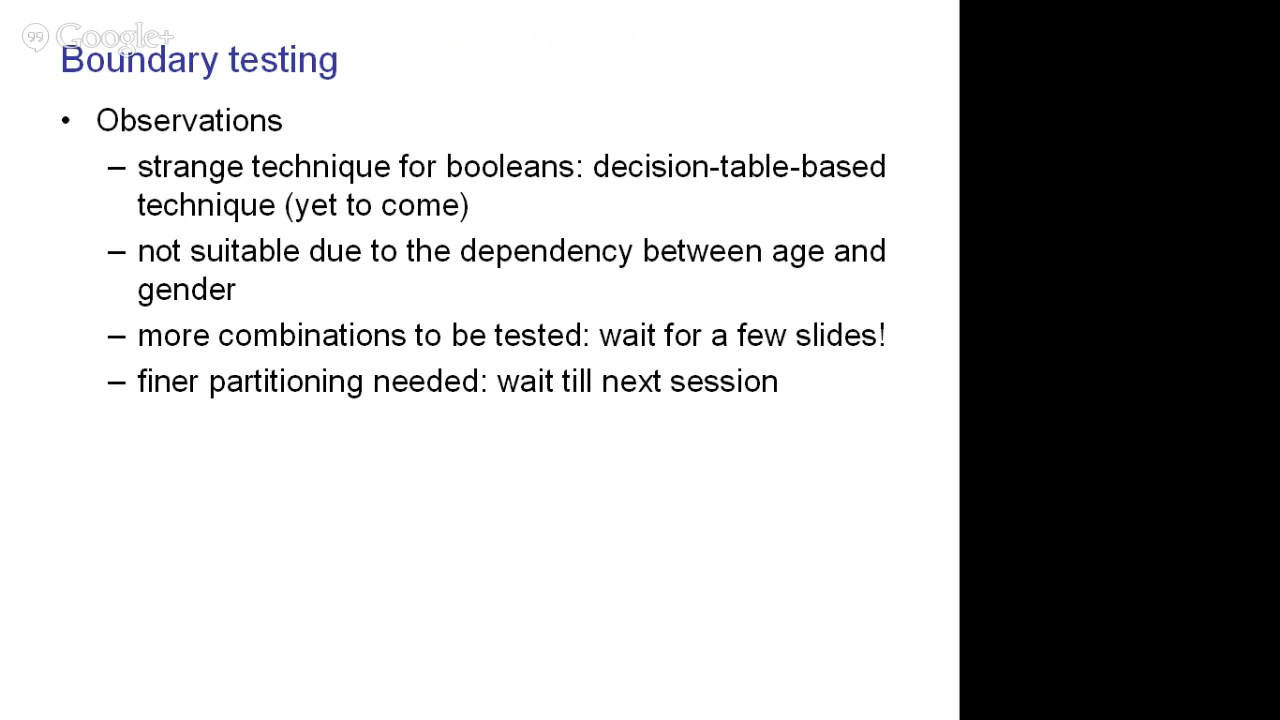 Google+
Boundary testing
• Observations
– strange technique for booleans: decision-table-based
technique (yet to come)
– not suitable due to the dependency between age and
gender
– more combinations to be tested: wait for a few slides!
– finer partitioning needed: wait till next session